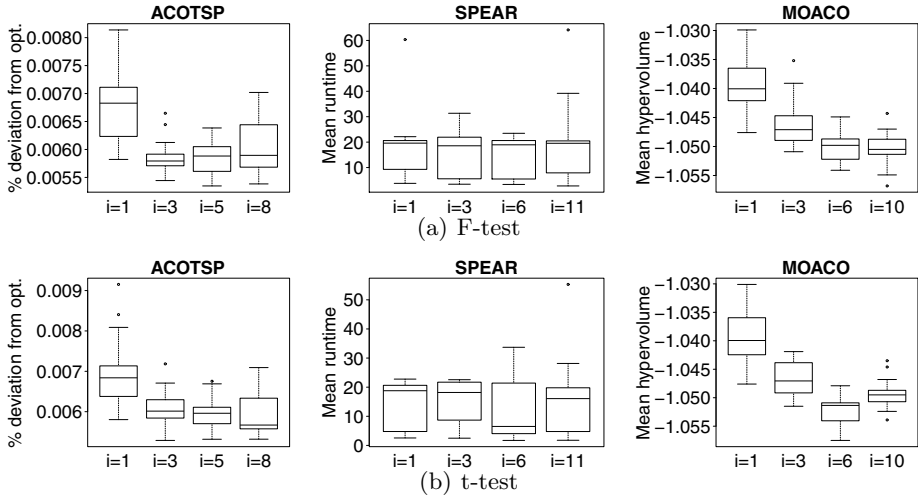 ACOTSP
SPEAR
MOACO
% deviation from opt.
0.0080
0.0075
0.0070
0.0065
0.0060
0.0055
i=1 i=3 i=5 i=8
Mean runtime
60
50
40
30
20
10
i=1 i=3 i=6 i=11
Mean hypervolume
−1.030
−1.035
−1.040
−1.045
−1.050
−1.055
i=1 i=3 i=6 i=10
(a) F-test
ACOTSP
SPEAR
MOACO
% deviation from opt.
0.009
0.008
0.007
0.006
i=1 i=3 i=5 i=8
Mean runtime
50
40
30
20
10
0
i=1 i=3 i=6 i=11
Mean hypervolume
−1.030
−1.035
−1.040
−1.045
−1.050
−1.055
i=1 i=3 i=6 i=10
(b) t-test